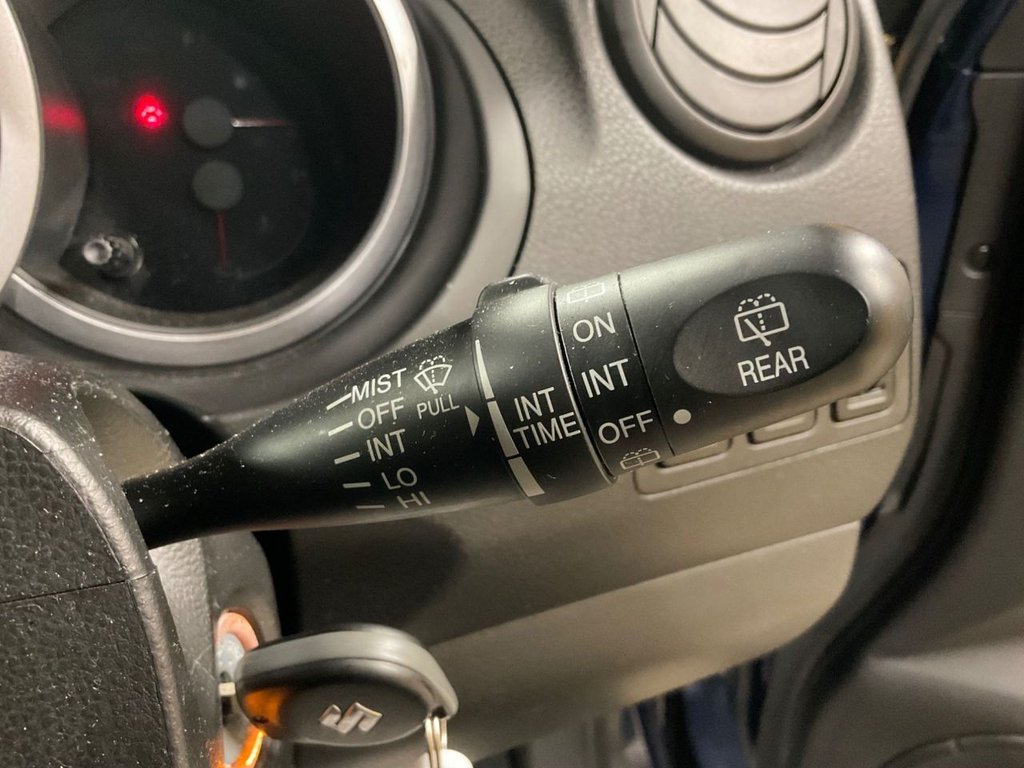 MIST
OFF
INT
LO
HI
PULL
INT
TIME
ON
INT
OFF
REAR